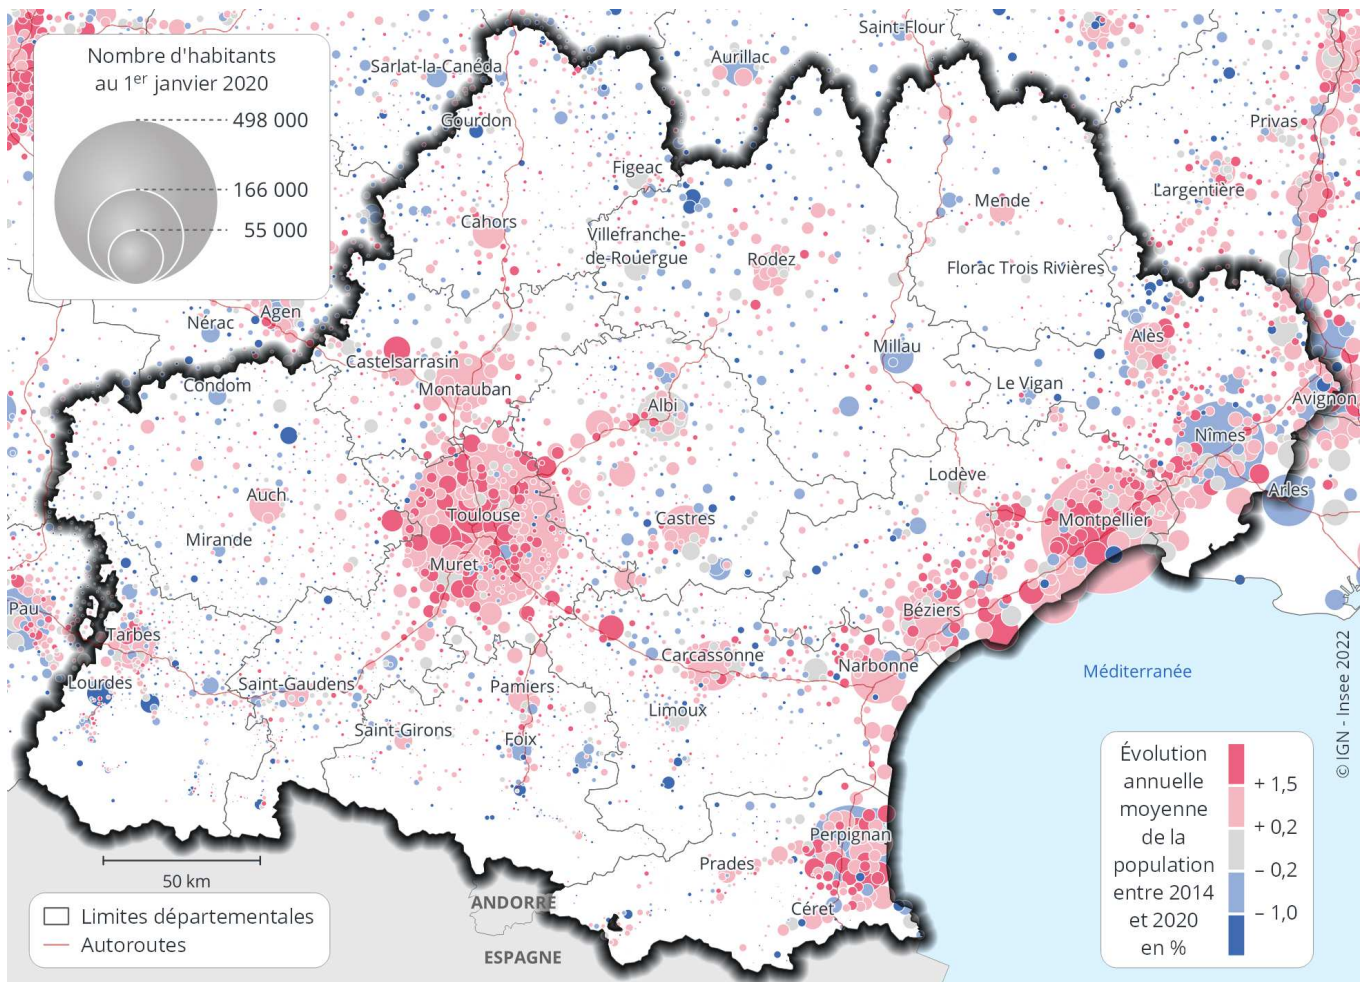 Nombre d'habitants
au 1er janvier 2020
498 000
166 000
55 000
Saint-Flour
Aurillac
Sarlat-la-Canéda
Gourdon
Privas
Figeac
Largentière
Mende
Cahors
Villefranche-
de-Rouergue
Rodez
Florac Trois Rivières
Agen
Nérac
Alès
Millau
Castelsarrasin
Montauban
Condom
Le Vigan
Avignon
Albi
Nîmes
Lodève
Arles
Auch
Toulouse
Castres
Montpellier
Mirande
Muret
Pau
Béziers
Tarbes
Carcassonne
Narbonne
Méditerranée
Lourdes
Saint-Gaudens
Pamiers
Limoux
Saint-Girons
Foix
Perpignan
Prades
Céret
ANDORRE
ESPAGNE
50 km
Limites départementales
Autoroutes
Évolution
annuelle
moyenne
de la
population
entre 2014
et 2020
en %
+ 1,5
+ 0,2
– 0,2
– 1,0
© IGN - Insee 2022